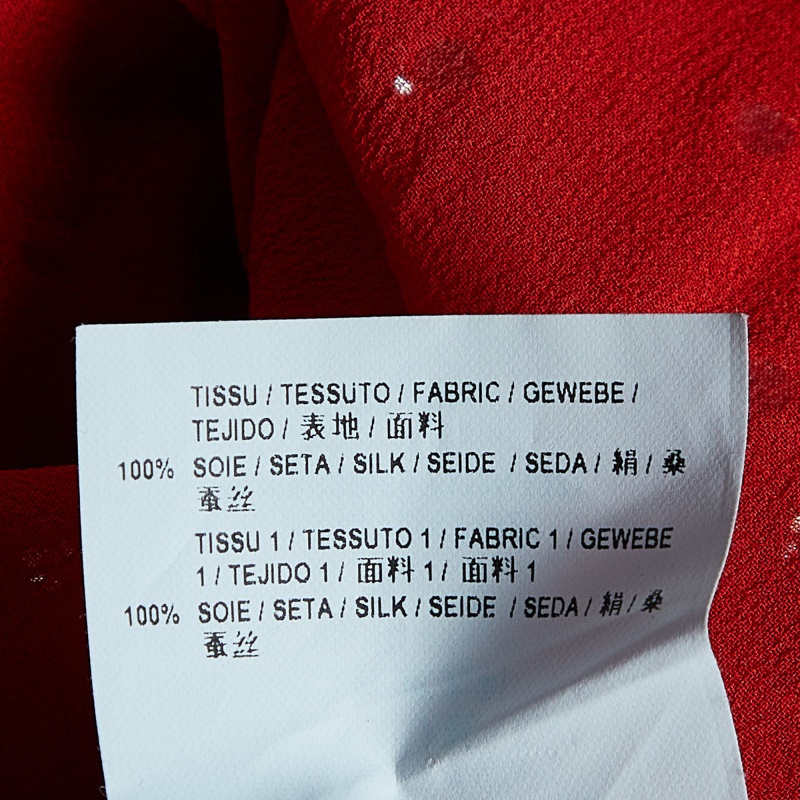 TISSU / TESSUTO / FABRIC / GEWEBE /
TEJIDO / 表地 / 面料
100% SOIE / SETA / SILK / SEIDE / SEDA / 絹 / 桑
蚕丝
TISSU 1 / TESSUTO 1 / FABRIC 1 / GEWEBE
1 / TEJIDO 1 / 面料 1 / 面料 1
100% SOIE / SETA / SILK / SEIDE / SEDA / 絹 / 桑
蚕丝